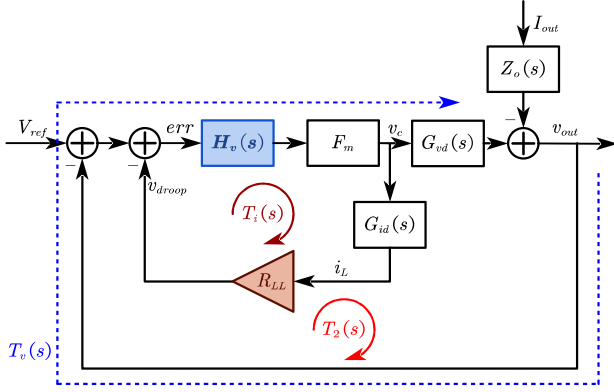 I_out
Z_o(s)
V_ref
err
H_v(s)
F_m
v_c
G_vd(s)
−
v_out
−
−
v_droop
T_i(s)
G_id(s)
R_LL
i_L
T_2(s)
T_v(s)